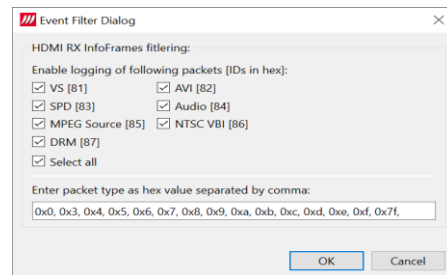 Event Filter Dialog
HDMI RX InfoFrames fitlering:
Enable logging of following packets [IDs in hex]:
VS [81] AVI [82]
SPD [83] Audio [84]
MPEG Source [85] NTSC VBI [86]
DRM [87]
Select all
Enter packet type as hex value separated by comma:
0x0, 0x3, 0x4, 0x5, 0x6, 0x7, 0x8, 0x9, 0xa, 0xb, 0xc, 0xd, 0xe, 0xf, 0x7f,
OK Cancel